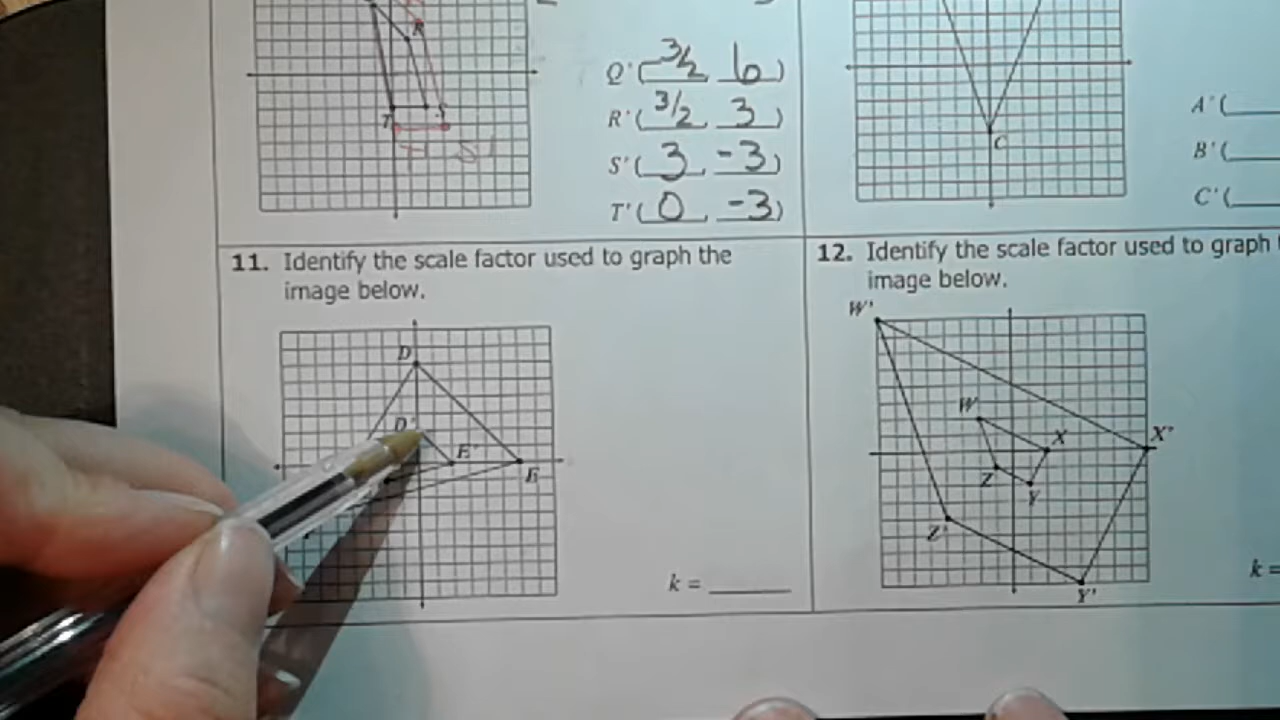 R
T
S
T' S'
Q' ( 3/2 , 6 )
R' ( 3/2 , 3 )
S' ( 3 , -3 )
T' ( 0 , -3 )
C
A' (
B' (
C' (
11. Identify the scale factor used to graph the
image below.
D
D'
E'
E
k =
12. Identify the scale factor used to graph
image below.
W'
W
X
X'
Z
Y
Z'
Y'
k =